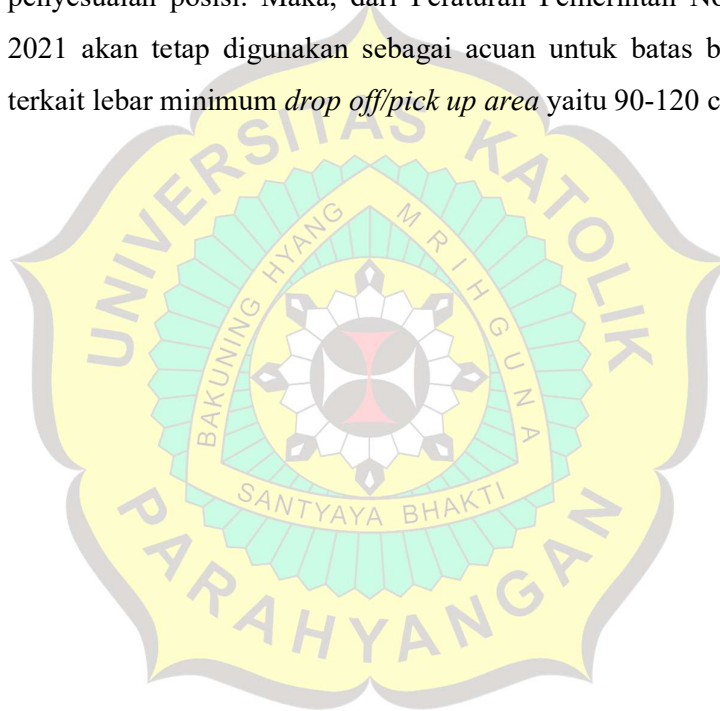 penyesuaian posisi. Maka, dari Peraturan Pemerintah No
2021 akan tetap digunakan sebagai acuan untuk batas b
terkait lebar minimum drop off/pick up area yaitu 90-120 c
UNIVERSITAS KATOLIK
BAKUNING HYANG MRIHGUNA
SANTYAYA BHAKTI
PARAHYANGAN